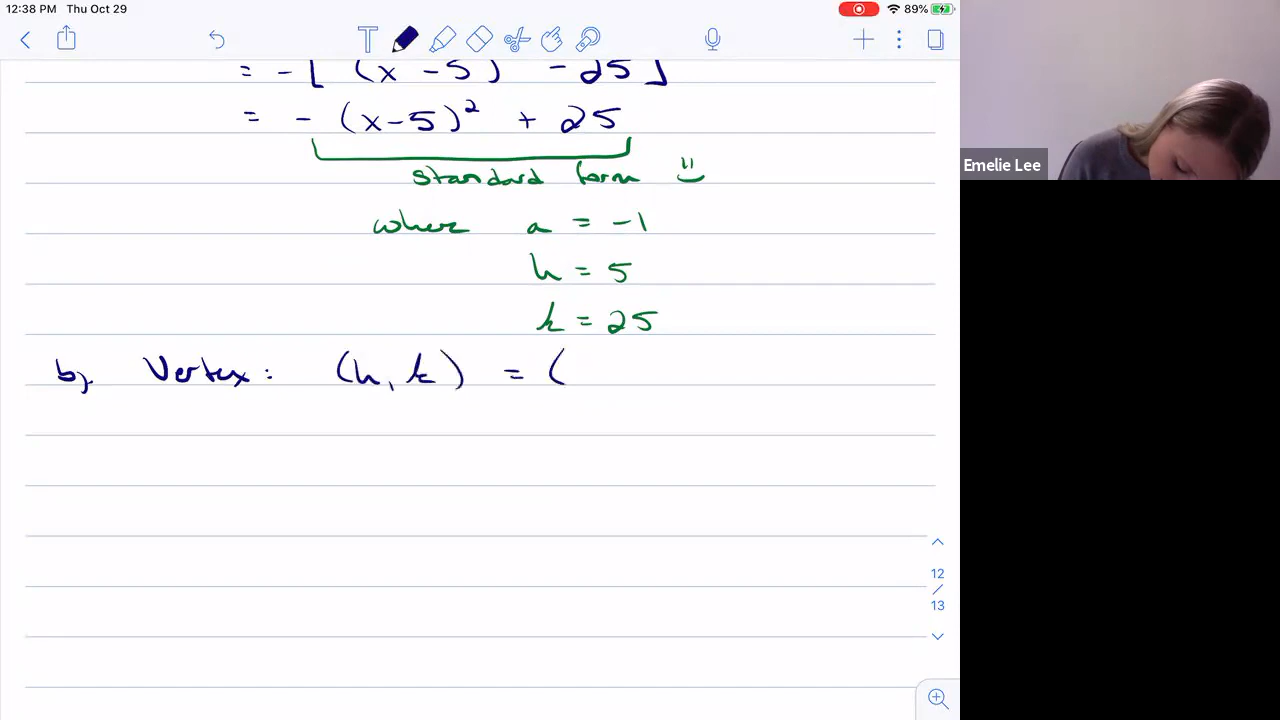 12:38 PM Thu Oct 29
89%
= - [ (x - 5) - 25 ]
= - (x-5)² + 25
Standard form
Emelie Lee
where a = -1
h = 5
k = 25
b) Vertex: (h, k) = (
12
/
13